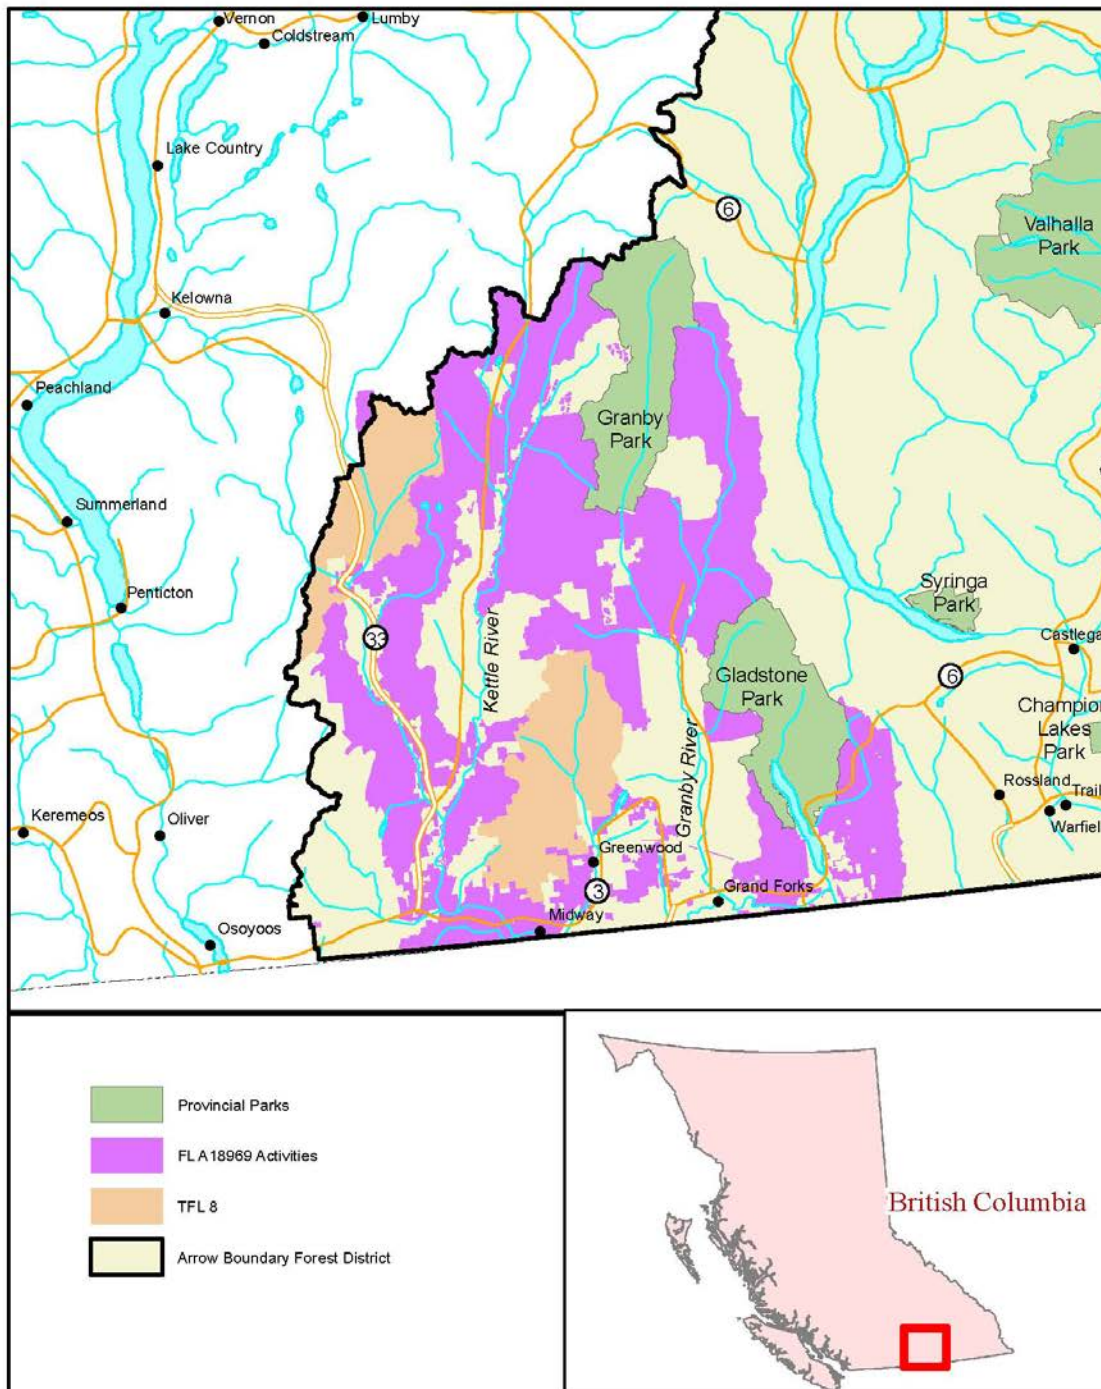 Vernon
Lumby
Coldstream
Lake Country
6
Valhalla
Park
Kelowna
Peachland
Granby
Park
Summerland
Syringa
Park
Penticton
Castlega
33
Kettle River
Gladstone
Park
6
Champion
Lakes
Park
Rossland
Trail
Warfield
Granby River
Keremeos
Oliver
Greenwood
3
Grand Forks
Midway
Osoyoos
Provincial Parks
FL A18969 Activities
TFL 8
Arrow Boundary Forest District
British Columbia